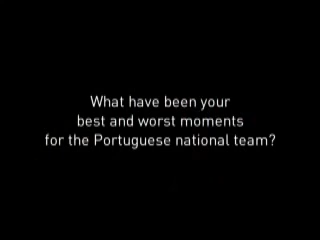 What have been your
best and worst moments
for the Portuguese national team?